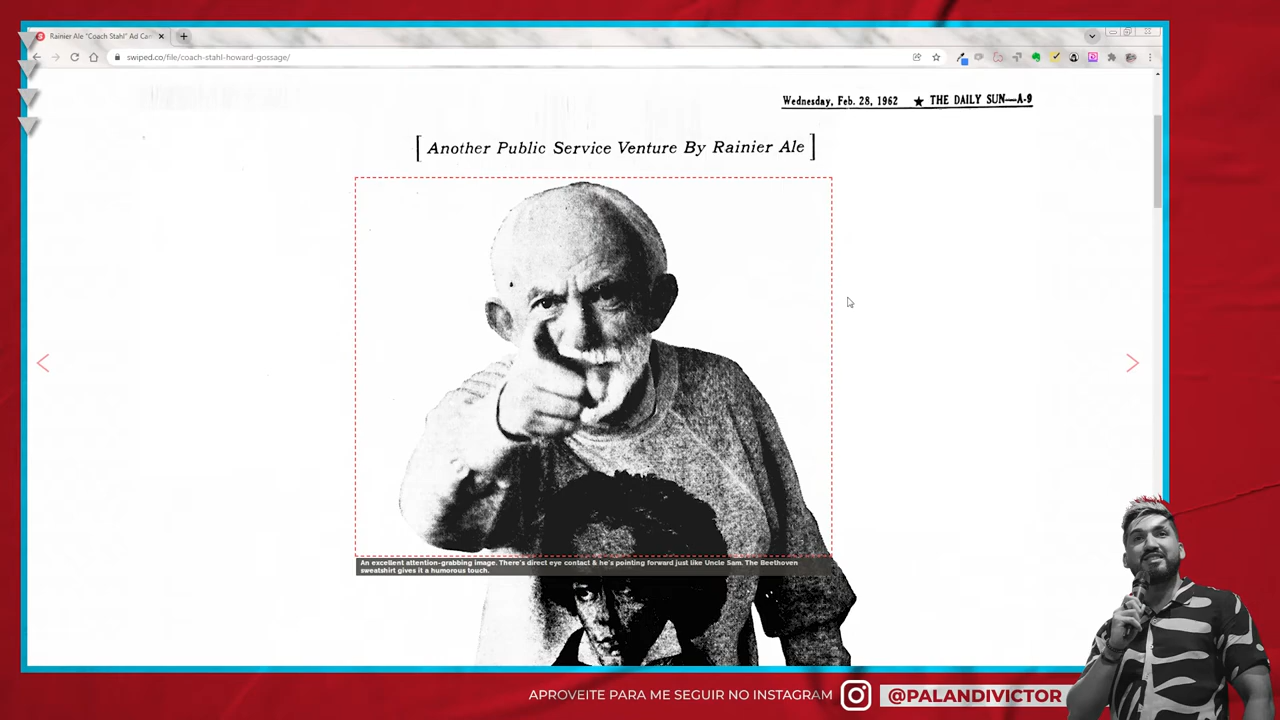 Rainier Ale "Coach Stahl" Ad Cam
swiped.co/file/coach-stahl-howard-gossage/
Wednesday, Feb. 28, 1962 ★ THE DAILY SUN—A-9
[ Another Public Service Venture By Rainier Ale ]
An excellent attention-grabbing image. There's direct eye contact & he's pointing forward just like Uncle Sam. The Beethoven
sweatshirt gives it a humorous touch.
APROVEITE PARA ME SEGUIR NO INSTAGRAM @PALANDIVICTOR